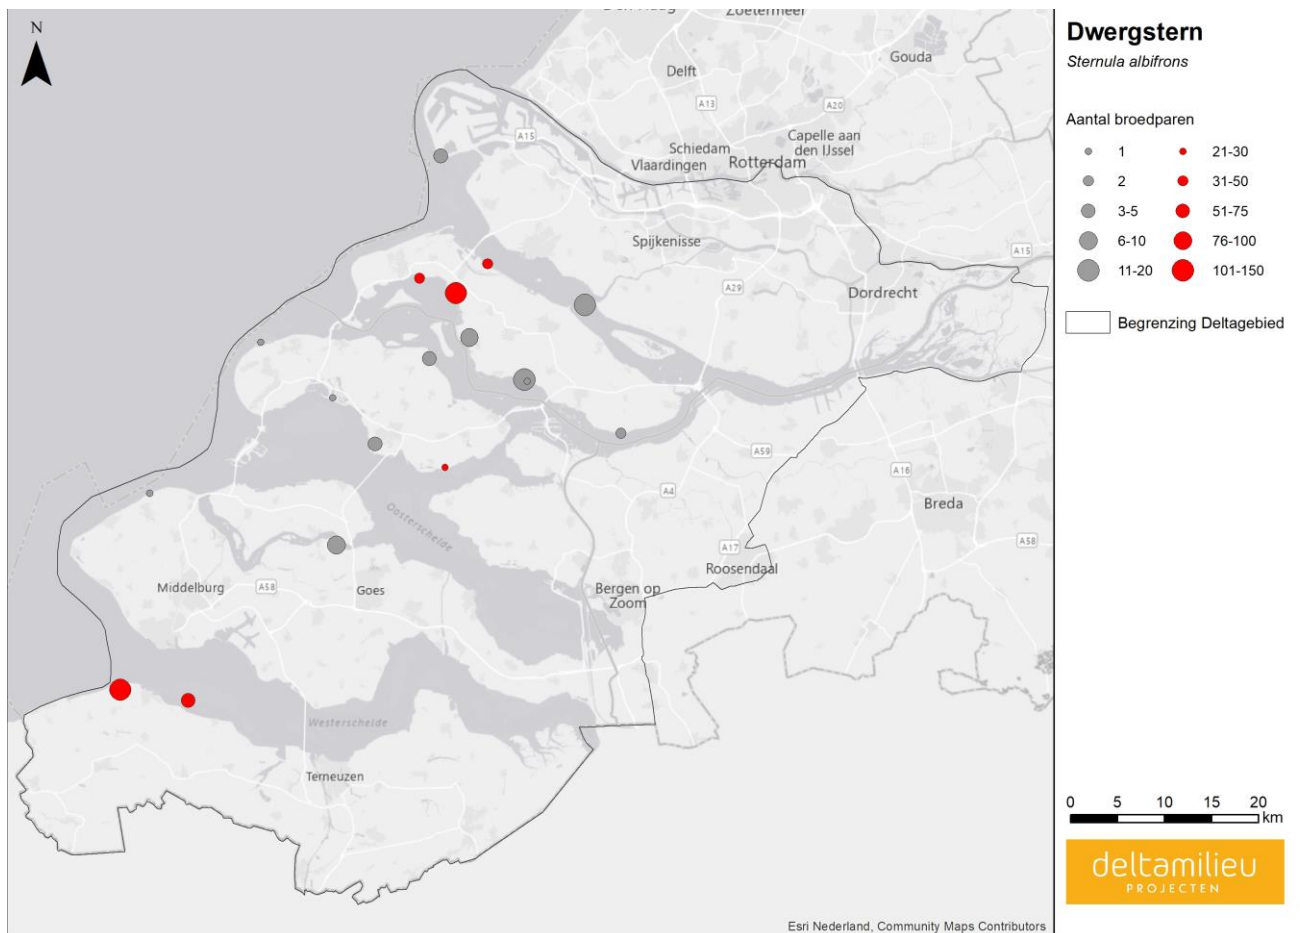 N
Den Haag
Zoetermeer
Gouda
Delft
A13
A20
A15
Capelle aan
den IJssel
Schiedam
Vlaardingen
Rotterdam
Spijkenisse
A15
A29
Dordrecht
A59
A16
A4
Breda
Oosterschelde
A17
A58
Roosendaal
Middelburg
A58
Goes
Bergen op
Zoom
Westerschelde
Terneuzen
Esri Nederland, Community Maps Contributors
Dwergstern
Sternula albifrons
Aantal broedparen
1 21-30
2 31-50
3-5 51-75
6-10 76-100
11-20 101-150
Begrenzing Deltagebied
0 5 10 15 20
km
deltamilieu
PROJECTEN